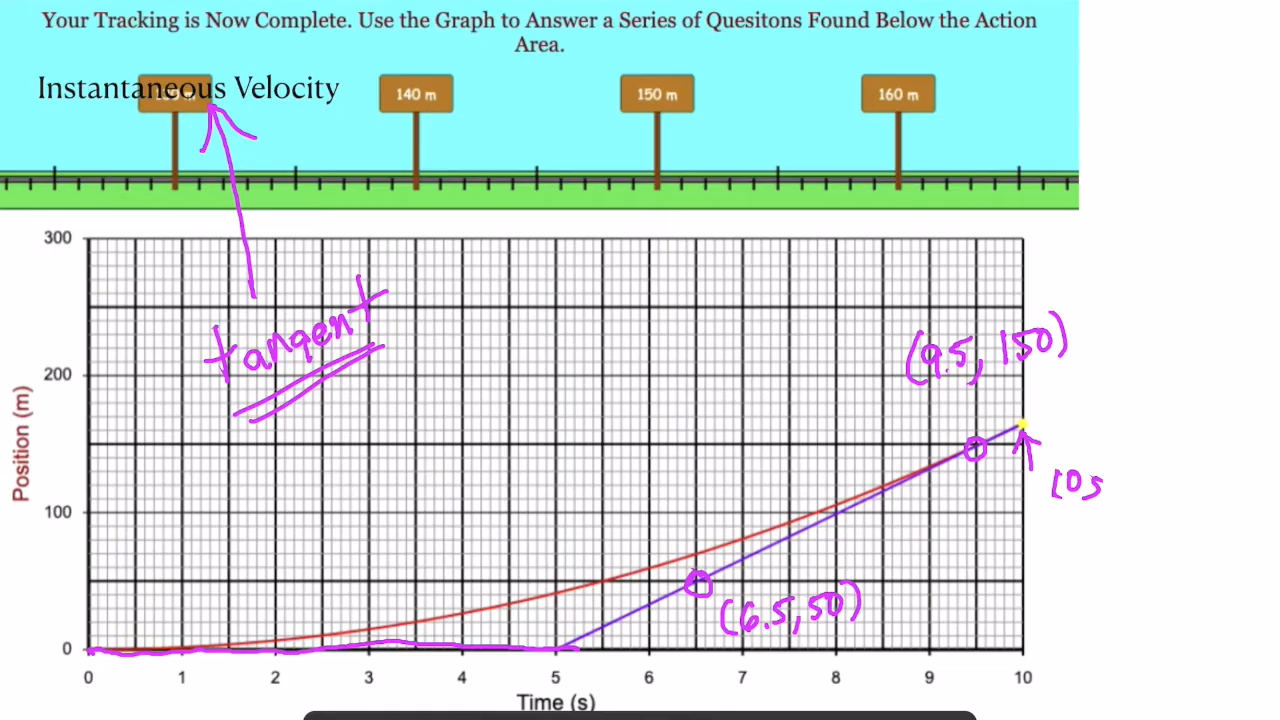 Your Tracking is Now Complete. Use the Graph to Answer a Series of Quesitons Found Below the Action
Area.
Instantaneous Velocity
140 m
150 m
160 m
300
tangent
(9.5, 150)
200
Position (m)
10s
100
(6.5, 50)
0
0 1 2 3 4 5 6 7 8 9 10
Time (s)